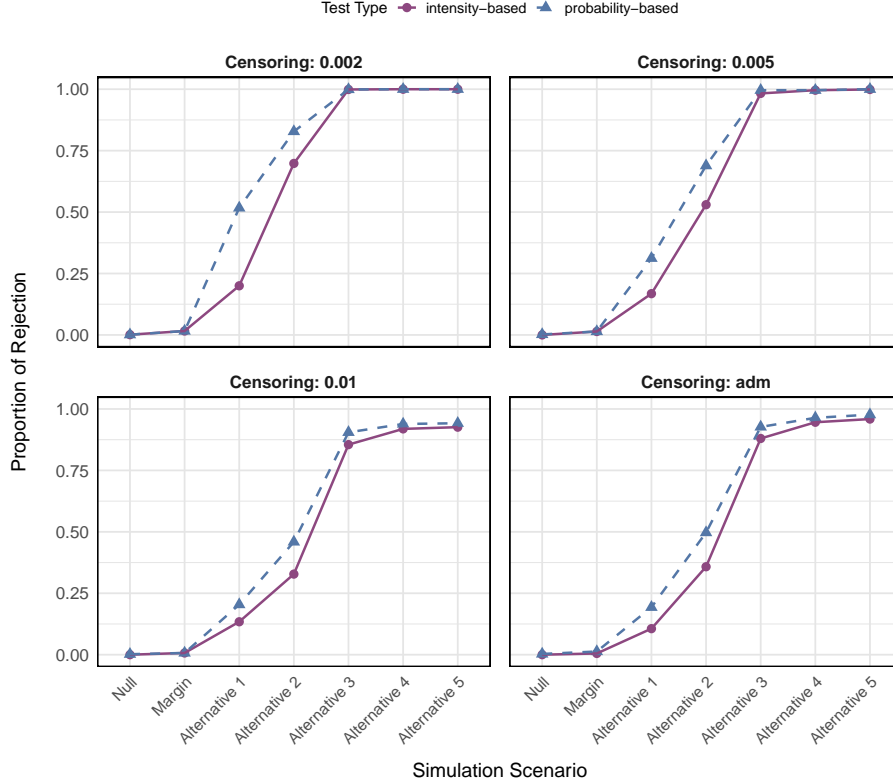 Test Type intensity−based probability−based
Censoring: 0.002 Censoring: 0.005
1.00
0.75
0.50
0.25
0.00
Censoring: 0.01 Censoring: adm
1.00
0.75
0.50
0.25
0.00
Proportion of Rejection
Null Margin Alternative 1 Alternative 2 Alternative 3 Alternative 4 Alternative 5 Null Margin Alternative 1 Alternative 2 Alternative 3 Alternative 4 Alternative 5
Simulation Scenario